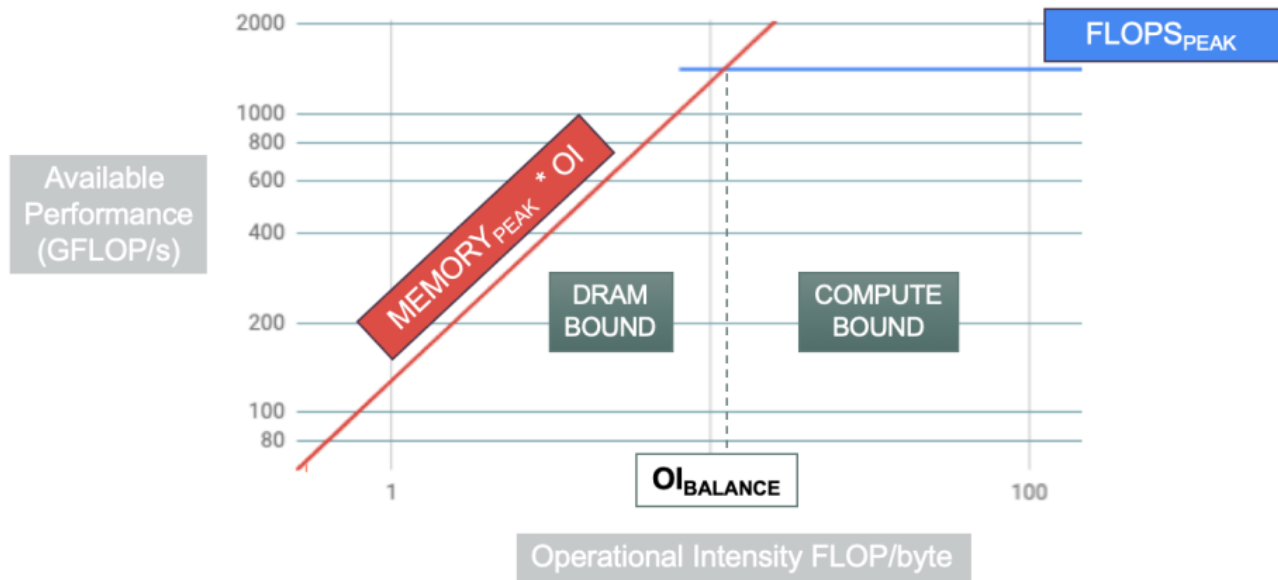 2000
FLOPS_PEAK
1000
800
600
400
200
100
80
Available
Performance
(GFLOP/s)
MEMORY_PEAK * OI
DRAM
BOUND
COMPUTE
BOUND
1
OI_BALANCE
100
Operational Intensity FLOP/byte